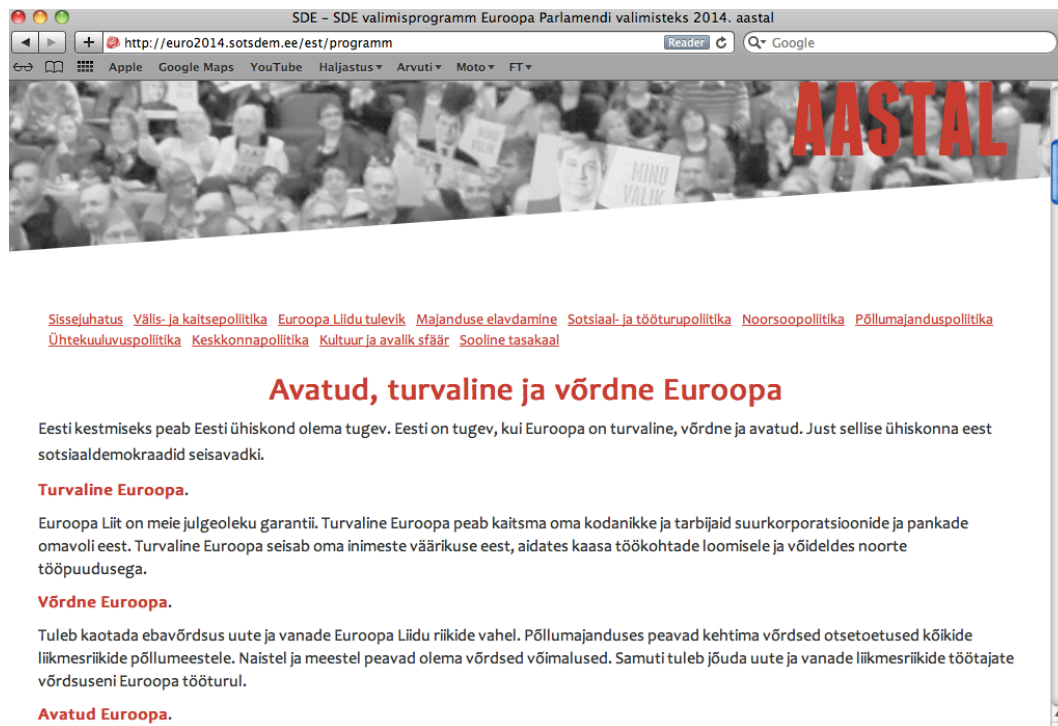 SDE – SDE valimisprogramm Euroopa Parlamendi valimisteks 2014. aastal
http://euro2014.sotsdem.ee/est/programm
Reader
Google
Apple Google Maps YouTube Haljastus Arvuti Moto FT
AASTAL
MINU
VALIK
MINU
VALIK
Sissejuhatus Välis- ja kaitsepoliitika Euroopa Liidu tulevik Majanduse elavdamine Sotsiaal- ja tööturupoliitika Noorsoopoliitika Põllumajanduspoliitika
Ühtekuuluvuspoliitika Keskkonnapoliitika Kultuur ja avalik sfäär Sooline tasakaal
Avatud, turvaline ja võrdne Euroopa
Eesti kestmiseks peab Eesti ühiskond olema tugev. Eesti on tugev, kui Euroopa on turvaline, võrdne ja avatud. Just sellise ühiskonna eest
sotsiaaldemokraadid seisavadki.
Turvaline Euroopa.
Euroopa Liit on meie julgeoleku garantii. Turvaline Euroopa peab kaitsma oma kodanikke ja tarbijaid suurkorporatsioonide ja pankade
omavoli eest. Turvaline Euroopa seisab oma inimeste väärikuse eest, aidates kaasa töökohtade loomisele ja võideldes noorte
tööpuudusega.
Võrdne Euroopa.
Tuleb kaotada ebavõrdsus uute ja vanade Euroopa Liidu riikide vahel. Põllumajanduses peavad kehtima võrdsed otsetoetused kõikide
liikmesriikide põllumeestele. Naistel ja meestel peavad olema võrdsed võimalused. Samuti tuleb jõuda uute ja vanade liikmesriikide töötajate
võrdsuseni Euroopa tööturul.
Avatud Euroopa.